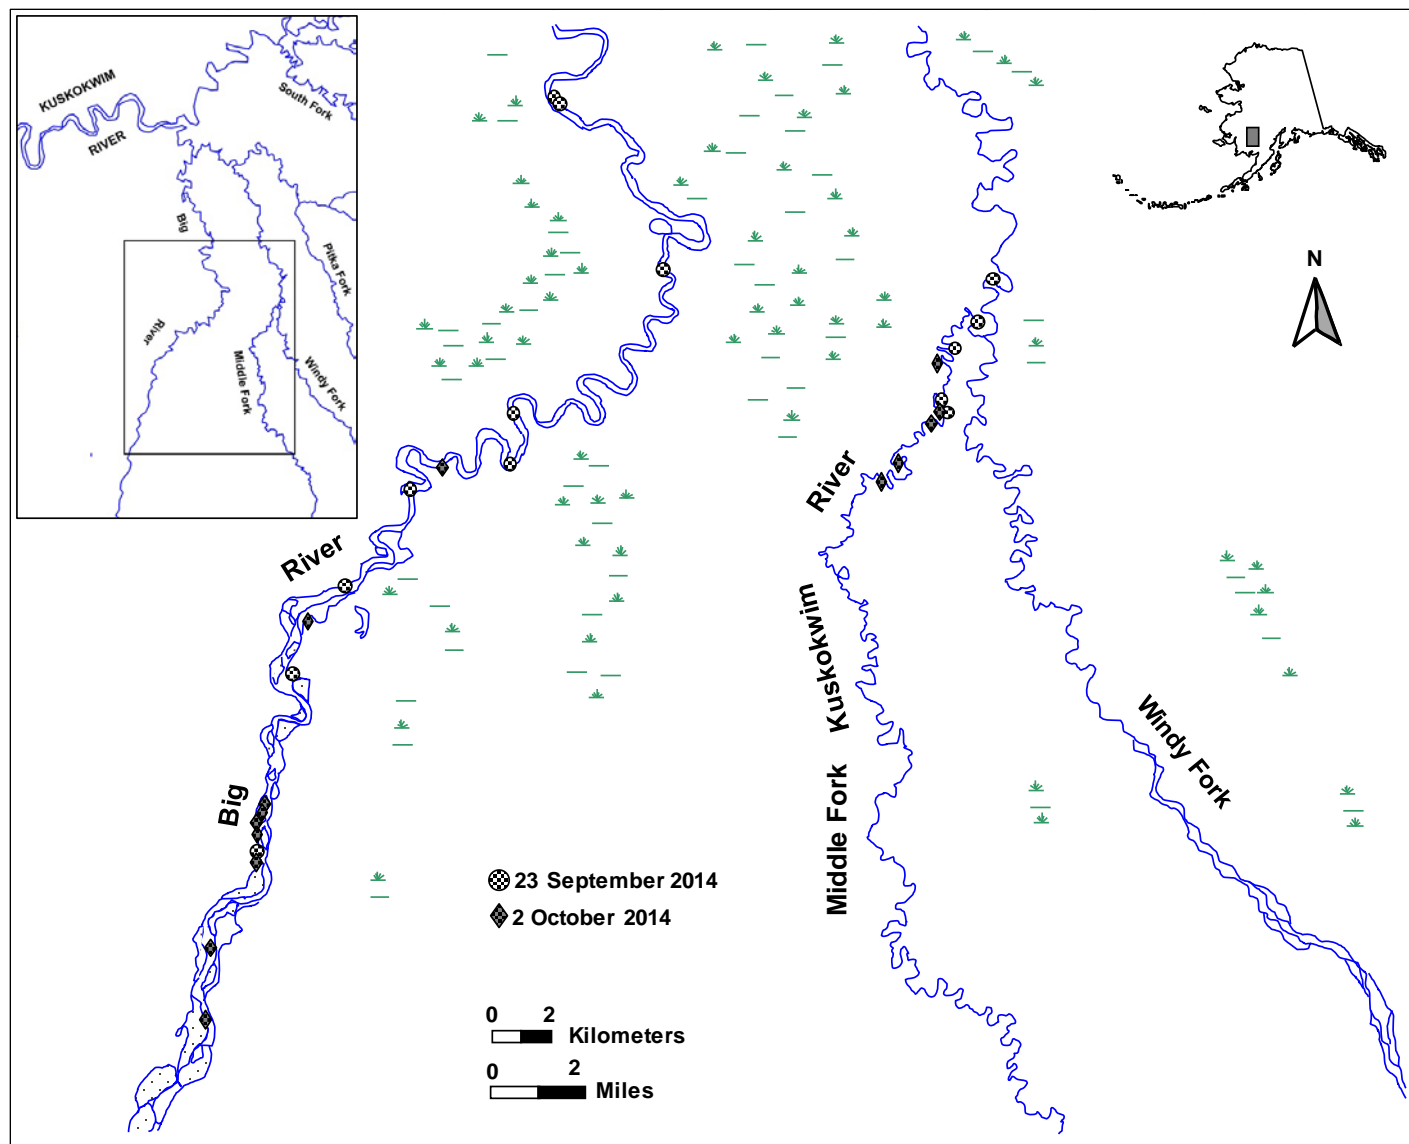 KUSKOKWIM
RIVER
South Fork
Big
River
Pitka Fork
Middle Fork
Windy Fork
N
River
Big
River
Kuskokwim
Middle Fork
Windy Fork
23 September 2014
2 October 2014
0 2
Kilometers
0 2
Miles